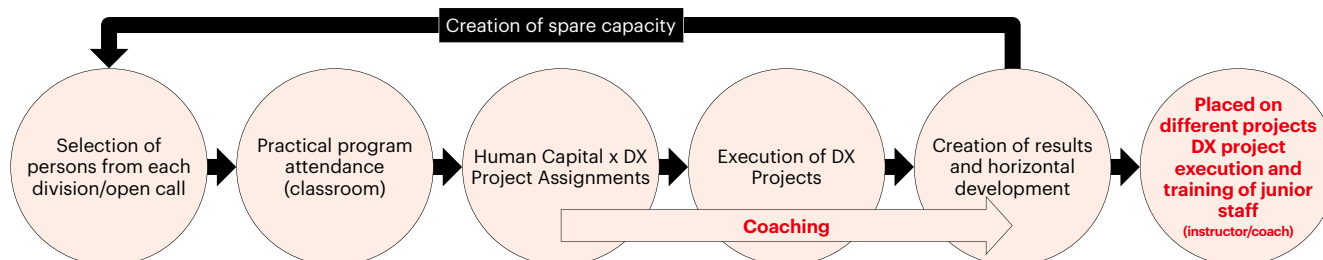 Creation of spare capacity
Selection of
persons from each
division/open call
Practical program
attendance
(classroom)
Human Capital x DX
Project Assignments
Execution of DX
Projects
Creation of results
and horizontal
development
Placed on
different projects
DX project
execution and
training of junior
staff
(instructor/coach)
Coaching